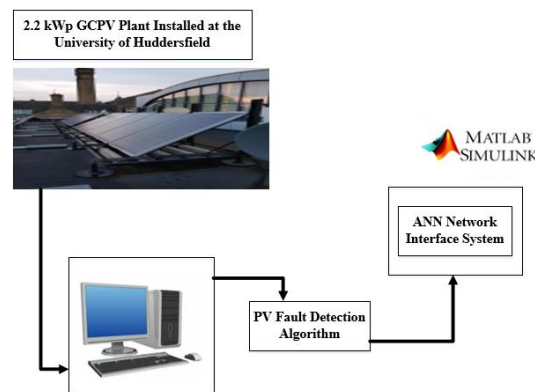 2.2 kWp GCPV Plant Installed at the
University of Huddersfield
MATLAB
SIMULINK
ANN Network
Interface System
PV Fault Detection
Algorithm